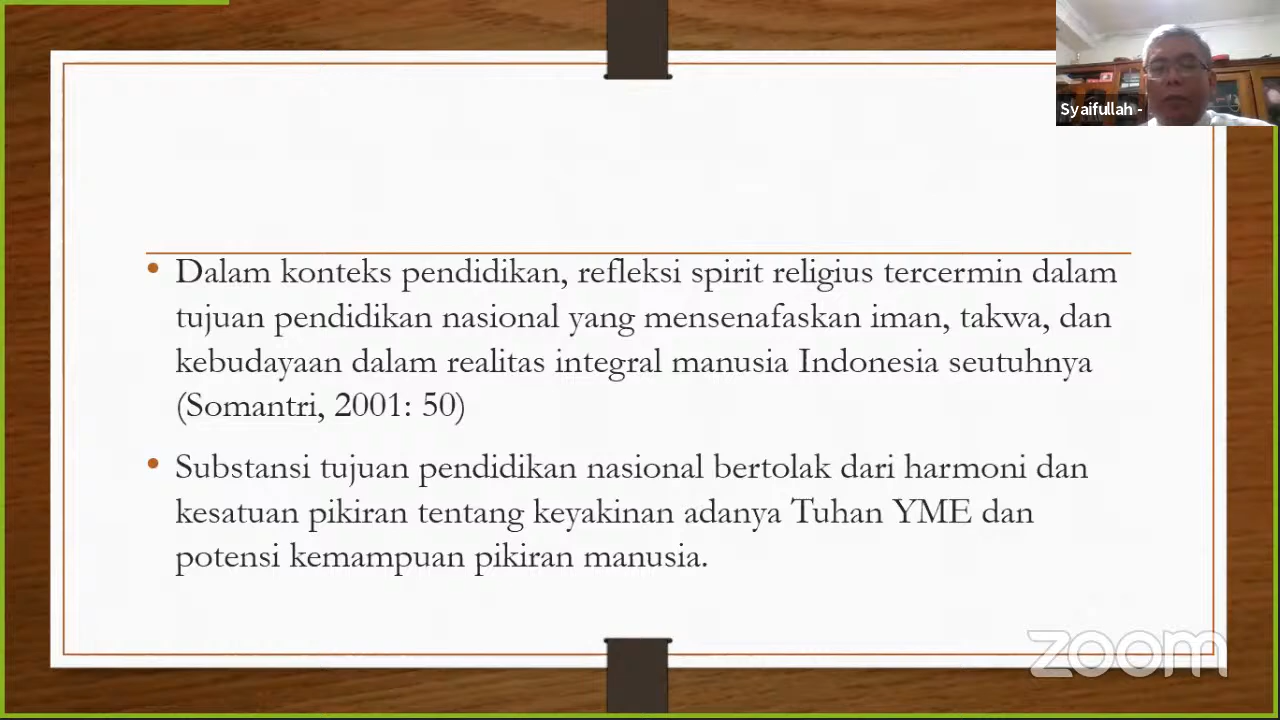 Syaifullah -
• Dalam konteks pendidikan, refleksi spirit religius tercermin dalam
tujuan pendidikan nasional yang mensenafaskan iman, takwa, dan
kebudayaan dalam realitas integral manusia Indonesia seutuhnya
(Somantri, 2001: 50)
• Substansi tujuan pendidikan nasional bertolak dari harmoni dan
kesatuan pikiran tentang keyakinan adanya Tuhan YME dan
potensi kemampuan pikiran manusia.
zoom